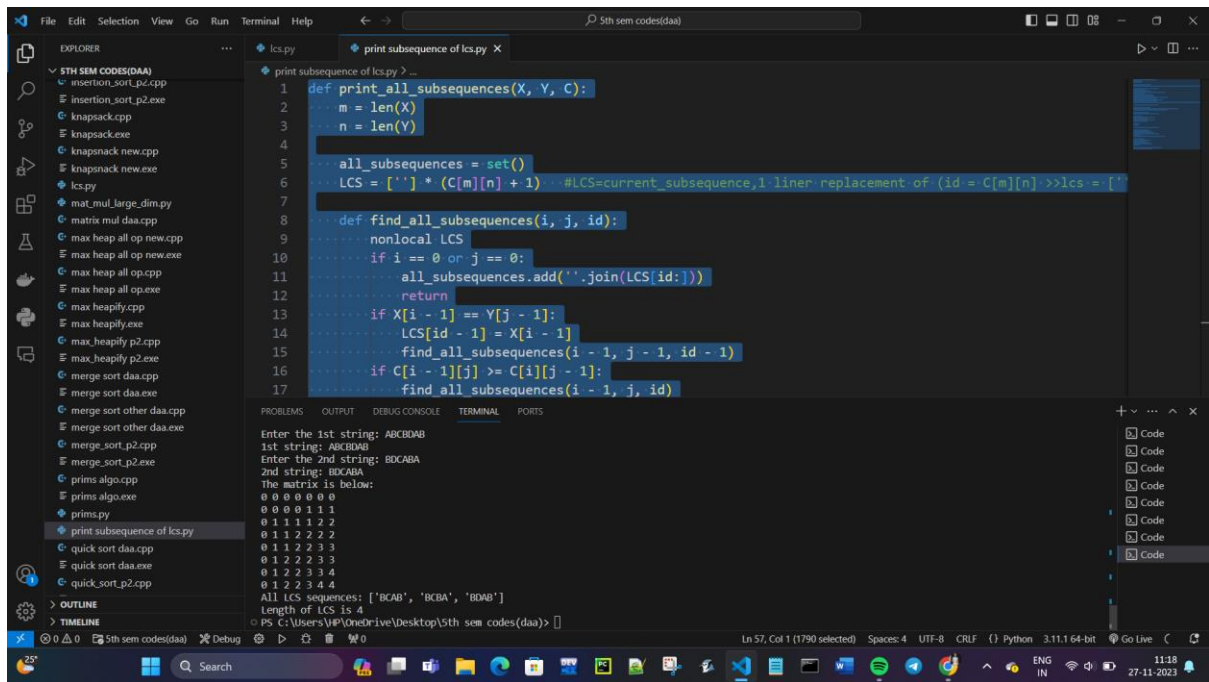 File Edit Selection View Go Run Terminal Help
5th sem codes(daa)
EXPLORER
lcs.py
print subsequence of lcs.py
5TH SEM CODES(DAA)
insertion_sort_p2.cpp
insertion_sort_p2.exe
knapsack.cpp
knapsack.exe
knapsnack new.cpp
knapsnack new.exe
lcs.py
mat_mul_large_dim.py
matrix mul daa.cpp
max heap all op new.cpp
max heap all op new.exe
max heap all op.cpp
max heap all op.exe
max heapify.cpp
max heapify.exe
max_heapify p2.cpp
max_heapify p2.exe
merge sort daa.cpp
merge sort daa.exe
merge sort other daa.cpp
merge sort other daa.exe
merge_sort_p2.cpp
merge_sort_p2.exe
prims algo.cpp
prims algo.exe
prims.py
print subsequence of lcs.py
quick sort daa.cpp
quick sort daa.exe
quick_sort_p2.cpp
OUTLINE
TIMELINE
print subsequence of lcs.py > ...
1 def print_all_subsequences(X, Y, C):
2 m = len(X)
3 n = len(Y)
4
5 all_subsequences = set()
6 LCS = [''] * (C[m][n] + 1) #LCS=current_subsequence,1 liner replacement of (id = C[m][n] >>lcs = [''
7
8 def find_all_subsequences(i, j, id):
9 nonlocal LCS
10 if i == 0 or j == 0:
11 all_subsequences.add(''.join(LCS[id:]))
12 return
13 if X[i - 1] == Y[j - 1]:
14 LCS[id - 1] = X[i - 1]
15 find_all_subsequences(i - 1, j - 1, id - 1)
16 if C[i - 1][j] >= C[i][j - 1]:
17 find_all_subsequences(i - 1, j, id)
PROBLEMS OUTPUT DEBUG CONSOLE TERMINAL PORTS
Enter the 1st string: ABCBDAB
1st string: ABCBDAB
Enter the 2nd string: BDCABA
2nd string: BDCABA
The matrix is below:
0 0 0 0 0 0 0
0 0 0 0 1 1 1
0 1 1 1 1 2 2
0 1 1 2 2 2 2
0 1 1 2 2 3 3
0 1 2 2 2 3 3
0 1 2 2 3 3 4
0 1 2 2 3 4 4
All LCS sequences: ['BCAB', 'BCBA', 'BDAB']
Length of LCS is 4
PS C:\Users\HP\OneDrive\Desktop\5th sem codes(daa)>
Code
Code
Code
Code
Code
Code
Code
Code
0 0 5th sem codes(daa) Debug 0 Ln 57, Col 1 (1790 selected) Spaces: 4 UTF-8 CRLF {} Python 3.11.1 64-bit Go Live
25° Search ENG IN 11:18 27-11-2023